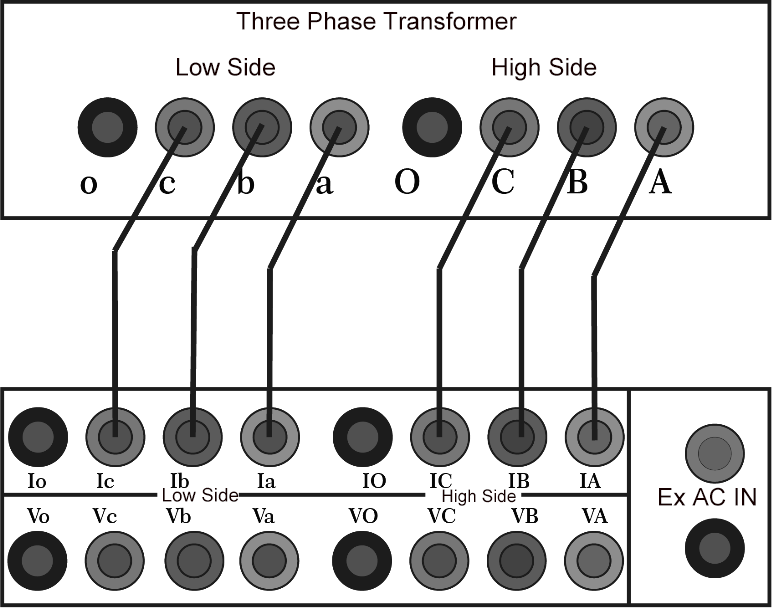 Three Phase Transformer
Low Side High Side
o c b a O C B A
Io Ic Ib Ia IO IC IB IA
Low Side High Side
Ex AC IN
Vo Vc Vb Va VO VC VB VA